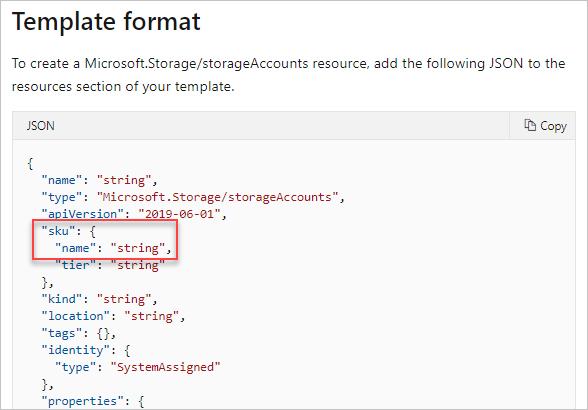 Template format
To create a Microsoft.Storage/storageAccounts resource, add the following JSON to the
resources section of your template.
JSON
Copy
{
"name": "string",
"type": "Microsoft.Storage/storageAccounts",
"apiVersion": "2019-06-01",
"sku": {
"name": "string",
"tier": "string"
},
"kind": "string",
"location": "string",
"tags": {},
"identity": {
"type": "SystemAssigned"
},
"properties": {